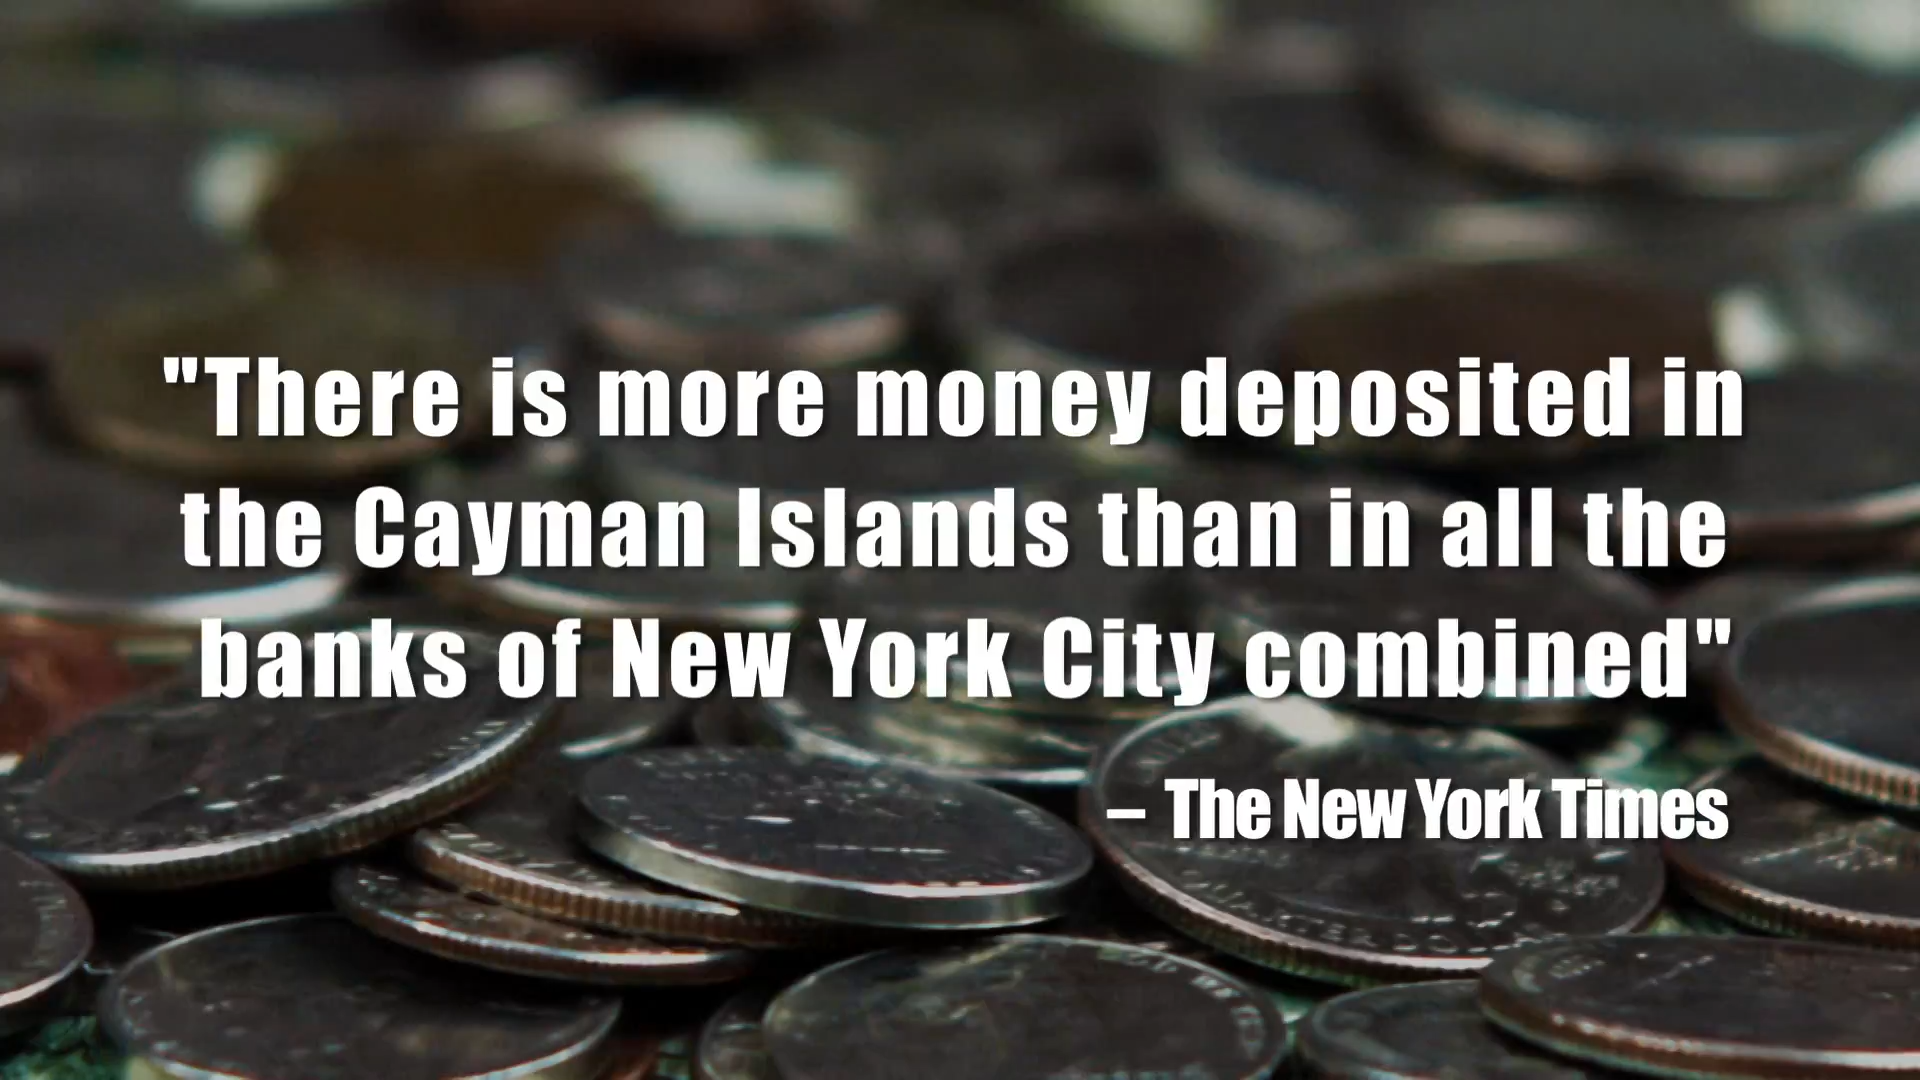 "There is more money deposited in
the Cayman Islands than in all the
banks of New York City combined"
– The New York Times